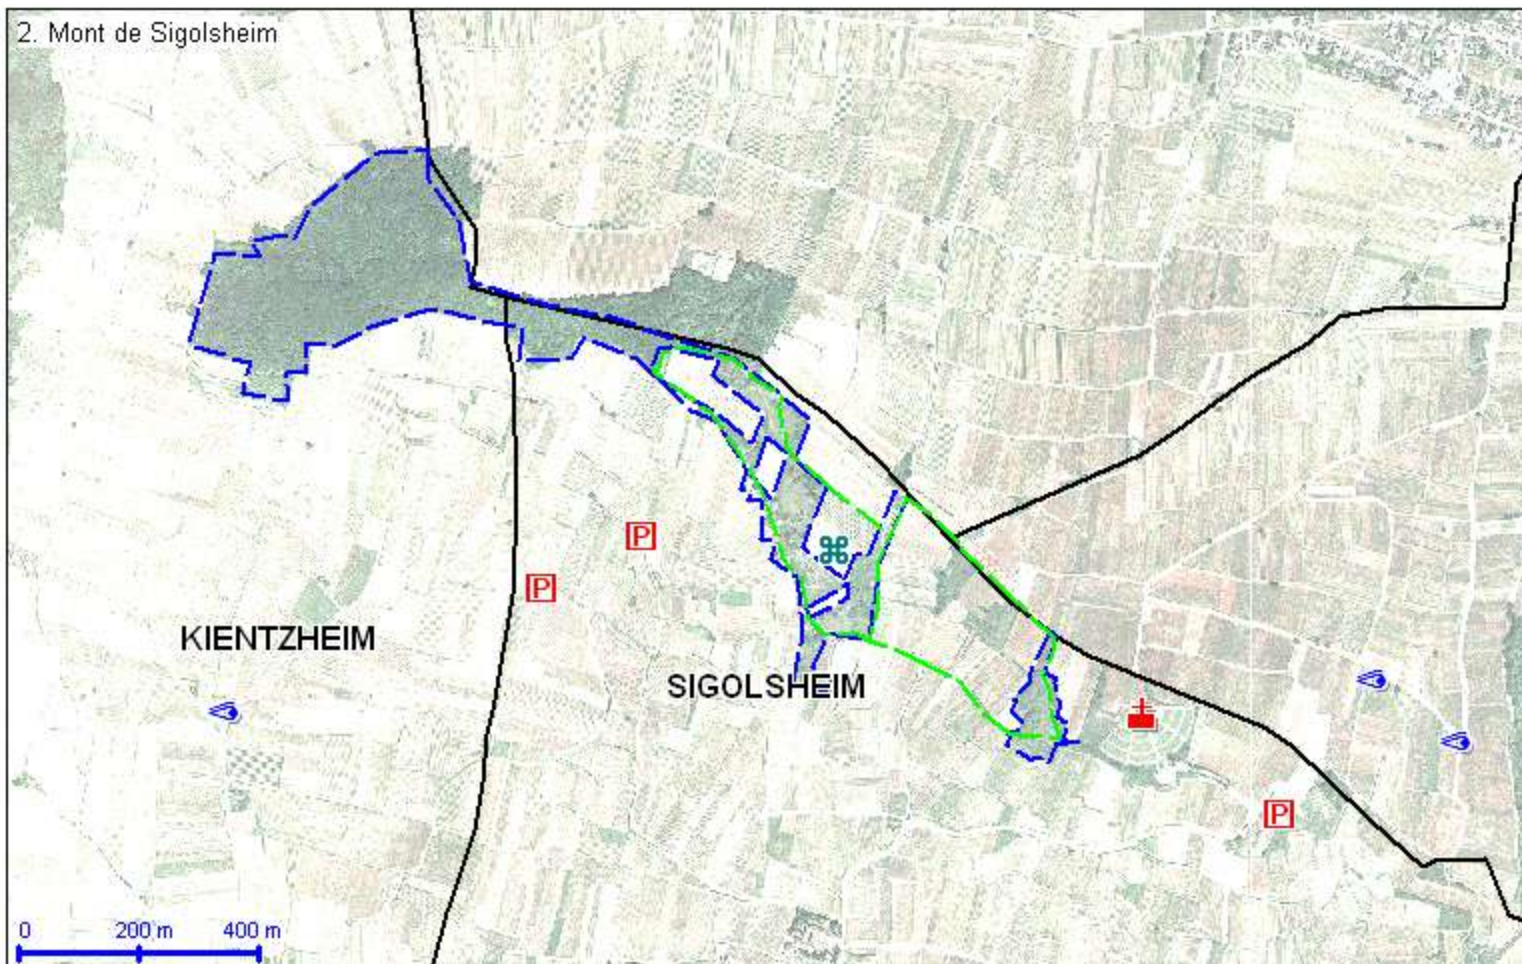 2. Mont de Sigolsheim
P
P
KIENTZHEIM
SIGOLSHEIM
P
0 200 m 400 m